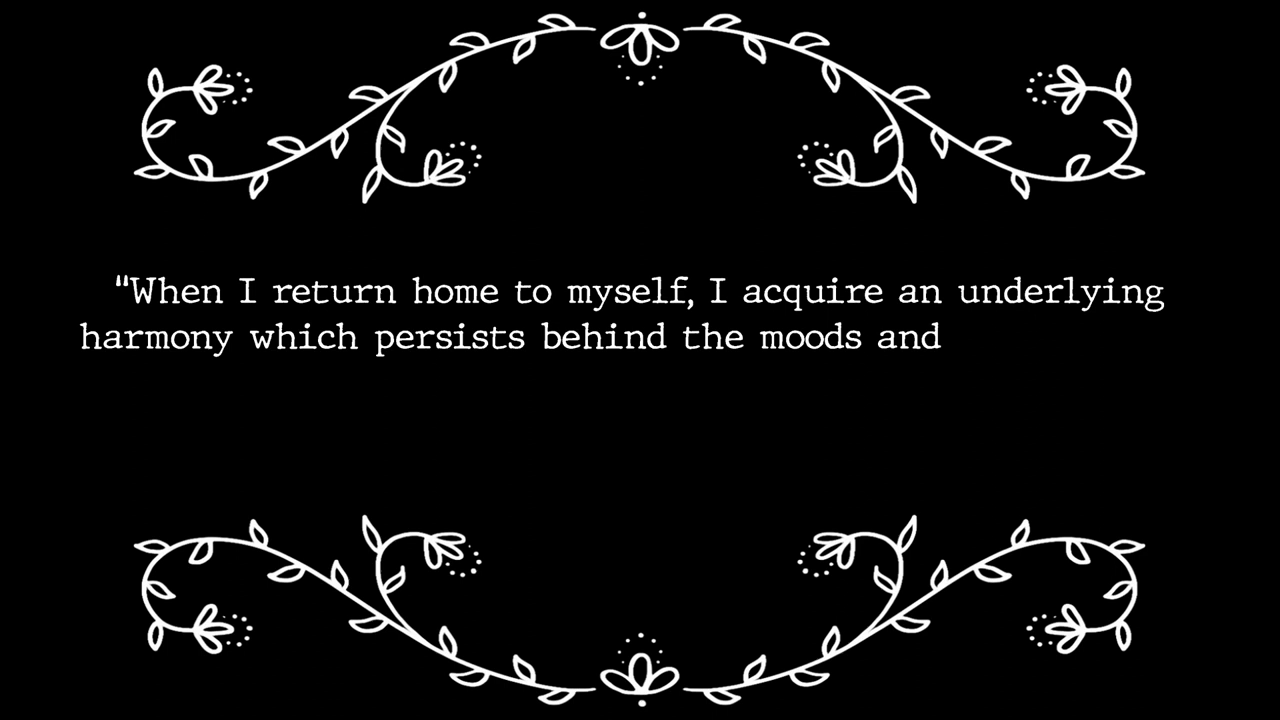 “When I return home to myself, I acquire an underlying
harmony which persists behind the moods and